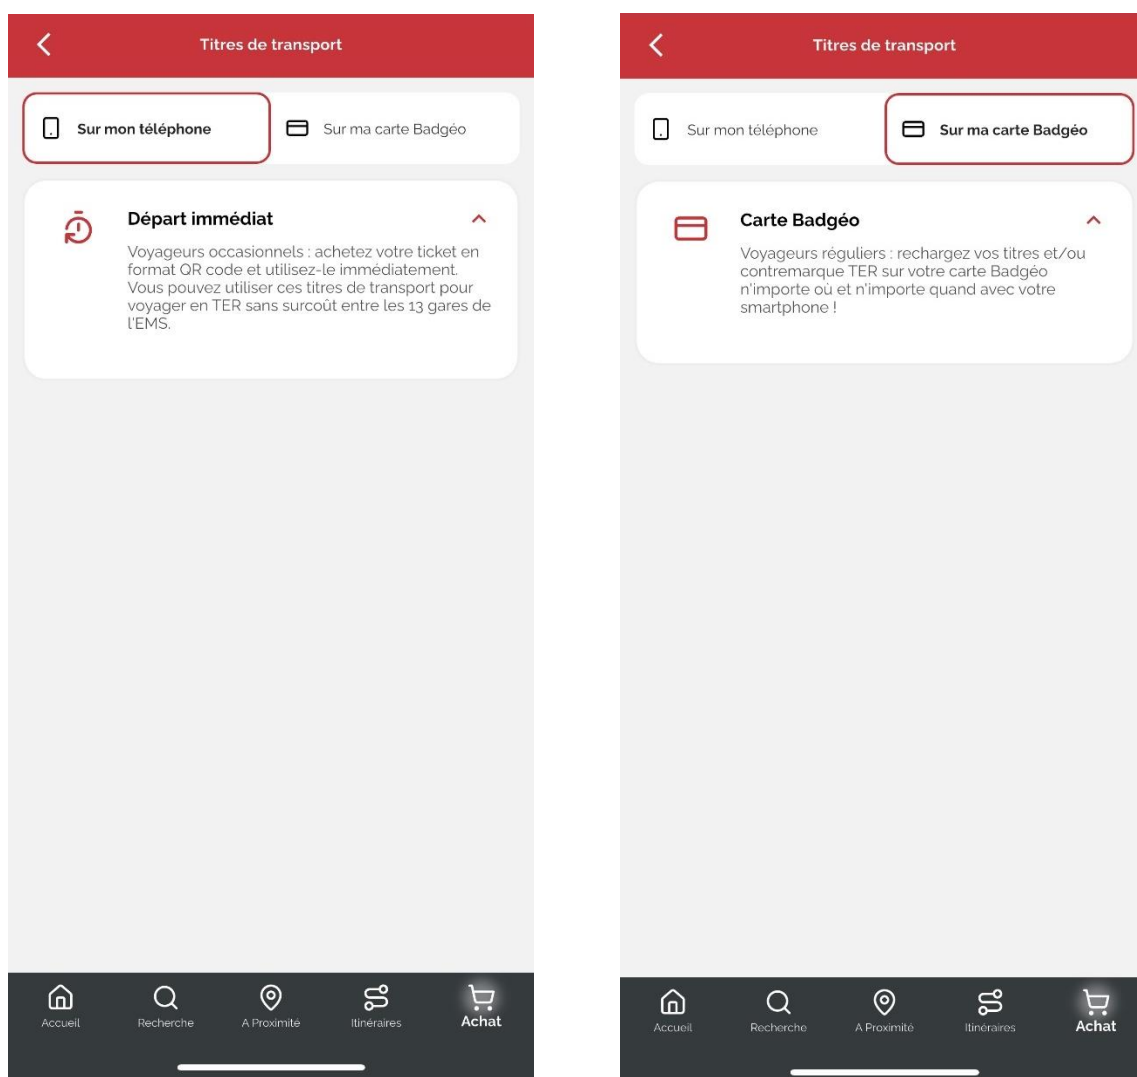 Titres de transport
Sur mon téléphone
Sur ma carte Badgéo
Départ immédiat
Voyageurs occasionnels : achetez votre ticket en
format QR code et utilisez-le immédiatement.
Vous pouvez utiliser ces titres de transport pour
voyager en TER sans surcoût entre les 13 gares de
l'EMS.
Accueil
Recherche
A Proximité
Itinéraires
Achat
Titres de transport
Sur mon téléphone
Sur ma carte Badgéo
Carte Badgéo
Voyageurs réguliers : rechargez vos titres et/ou
contremarque TER sur votre carte Badgéo
n'importe où et n'importe quand avec votre
smartphone !
Accueil
Recherche
A Proximité
Itinéraires
Achat